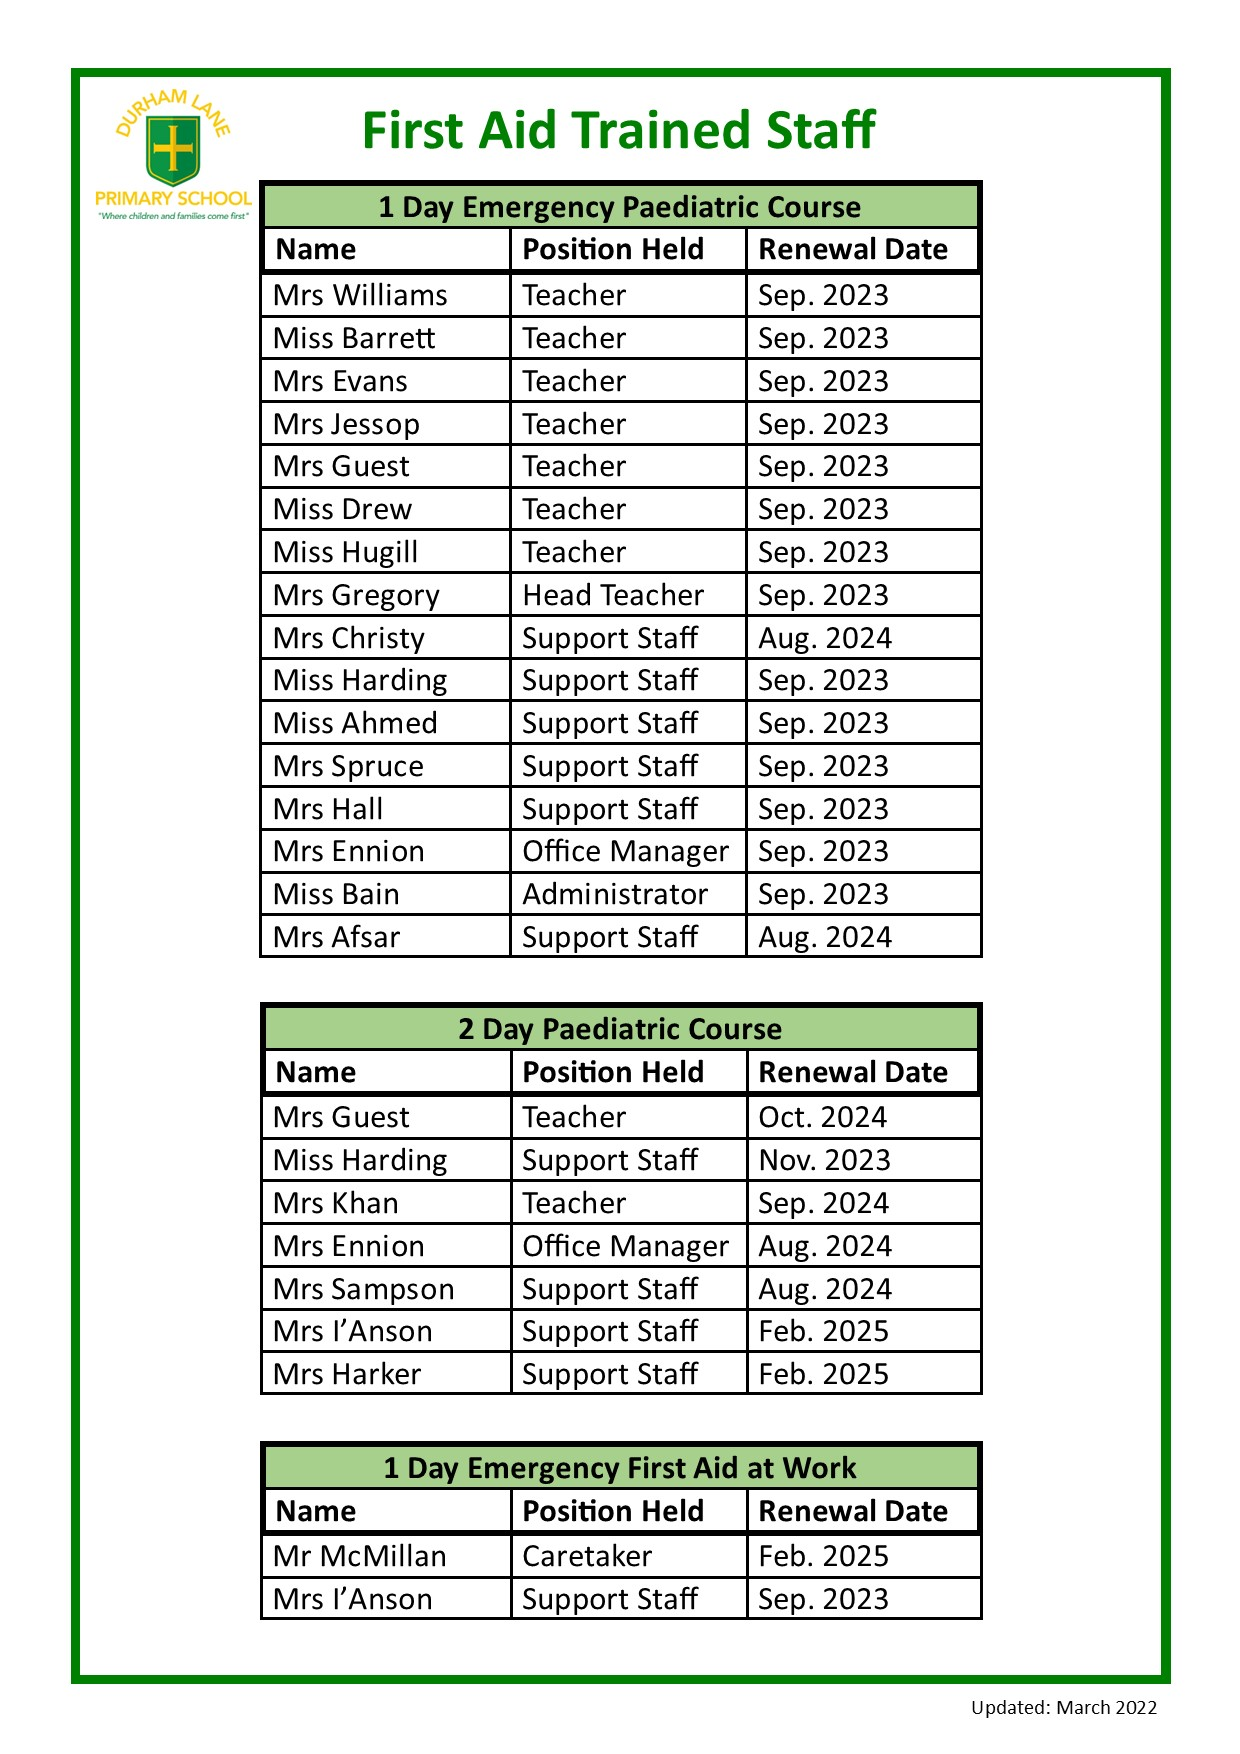 DURHAM LANE
PRIMARY SCHOOL
"Where children and families come first"
First Aid Trained Staff
1 Day Emergency Paediatric Course
Name Position Held Renewal Date
Mrs Williams Teacher Sep. 2023
Miss Barrett Teacher Sep. 2023
Mrs Evans Teacher Sep. 2023
Mrs Jessop Teacher Sep. 2023
Mrs Guest Teacher Sep. 2023
Miss Drew Teacher Sep. 2023
Miss Hugill Teacher Sep. 2023
Mrs Gregory Head Teacher Sep. 2023
Mrs Christy Support Staff Aug. 2024
Miss Harding Support Staff Sep. 2023
Miss Ahmed Support Staff Sep. 2023
Mrs Spruce Support Staff Sep. 2023
Mrs Hall Support Staff Sep. 2023
Mrs Ennion Office Manager Sep. 2023
Miss Bain Administrator Sep. 2023
Mrs Afsar Support Staff Aug. 2024
2 Day Paediatric Course
Name Position Held Renewal Date
Mrs Guest Teacher Oct. 2024
Miss Harding Support Staff Nov. 2023
Mrs Khan Teacher Sep. 2024
Mrs Ennion Office Manager Aug. 2024
Mrs Sampson Support Staff Aug. 2024
Mrs I’Anson Support Staff Feb. 2025
Mrs Harker Support Staff Feb. 2025
1 Day Emergency First Aid at Work
Name Position Held Renewal Date
Mr McMillan Caretaker Feb. 2025
Mrs I’Anson Support Staff Sep. 2023
Updated: March 2022